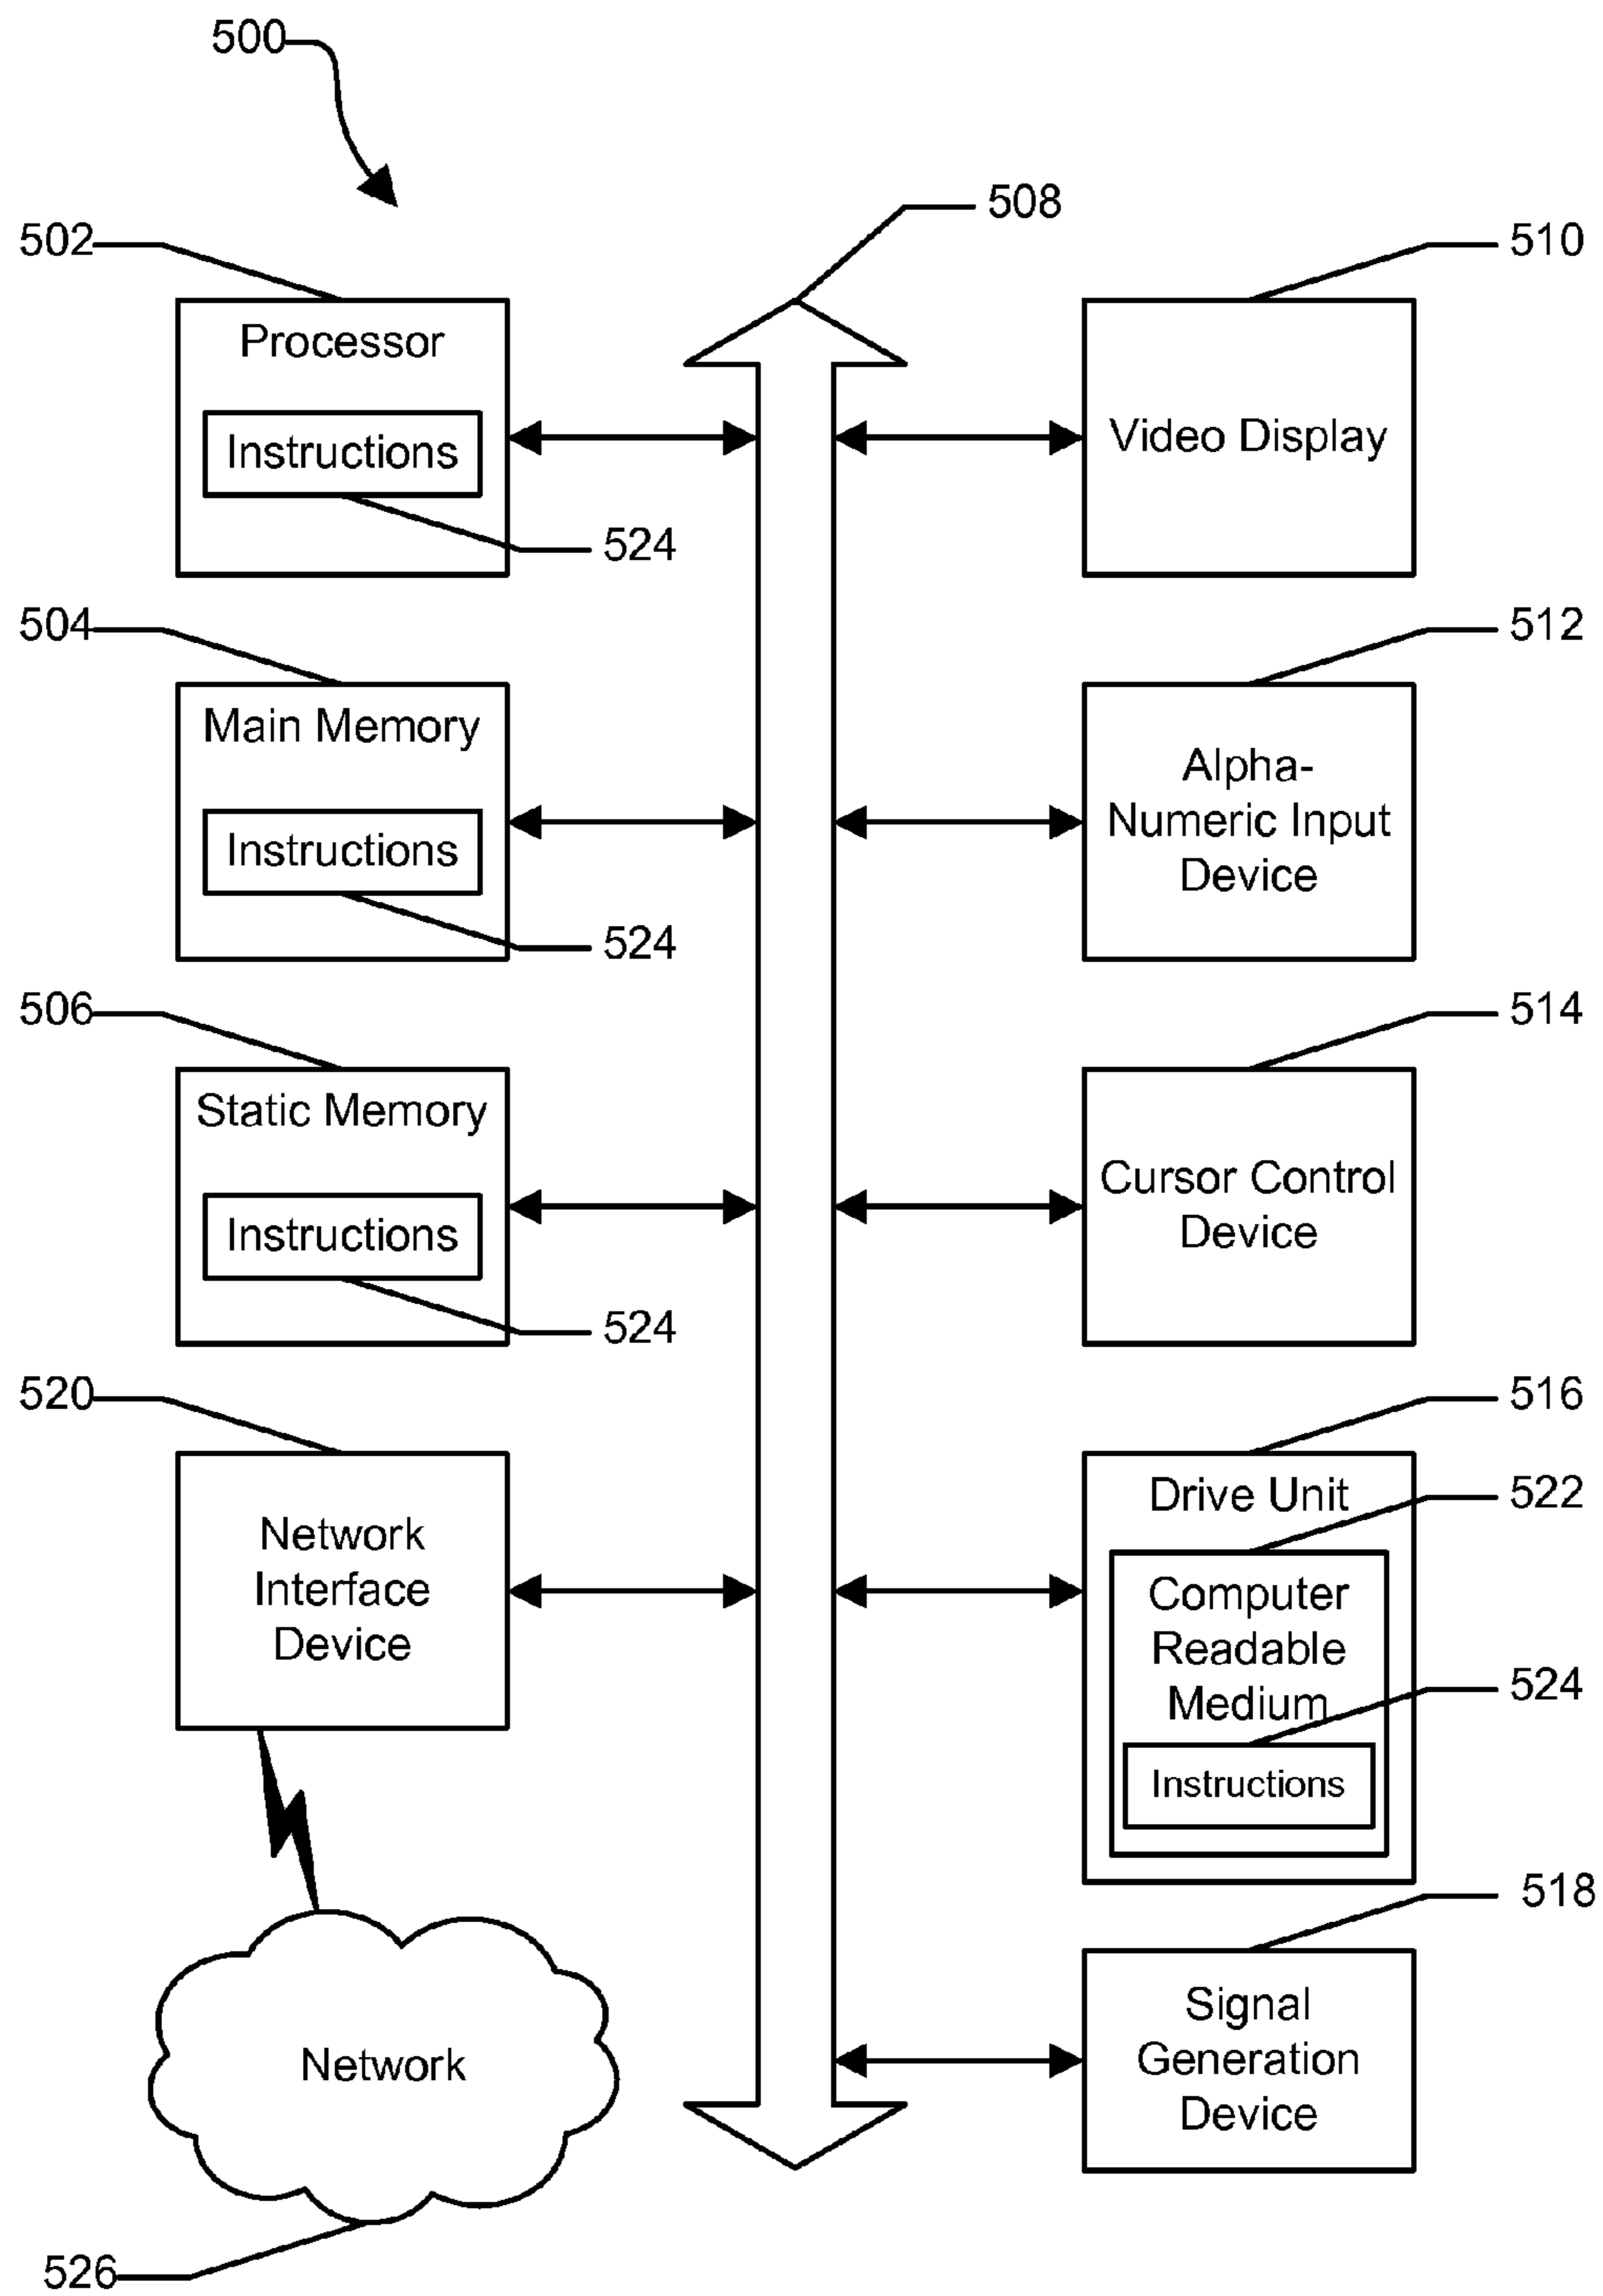 500
508
502
510
Processor
Instructions
524
Video Display
504
512
Main Memory
Instructions
524
Alpha-
Numeric Input
Device
506
514
Static Memory
Instructions
524
Cursor Control
Device
520
516
Network
Interface
Device
Drive Unit
522
Computer
Readable
Medium
524
Instructions
518
Signal
Generation
Device
Network
526